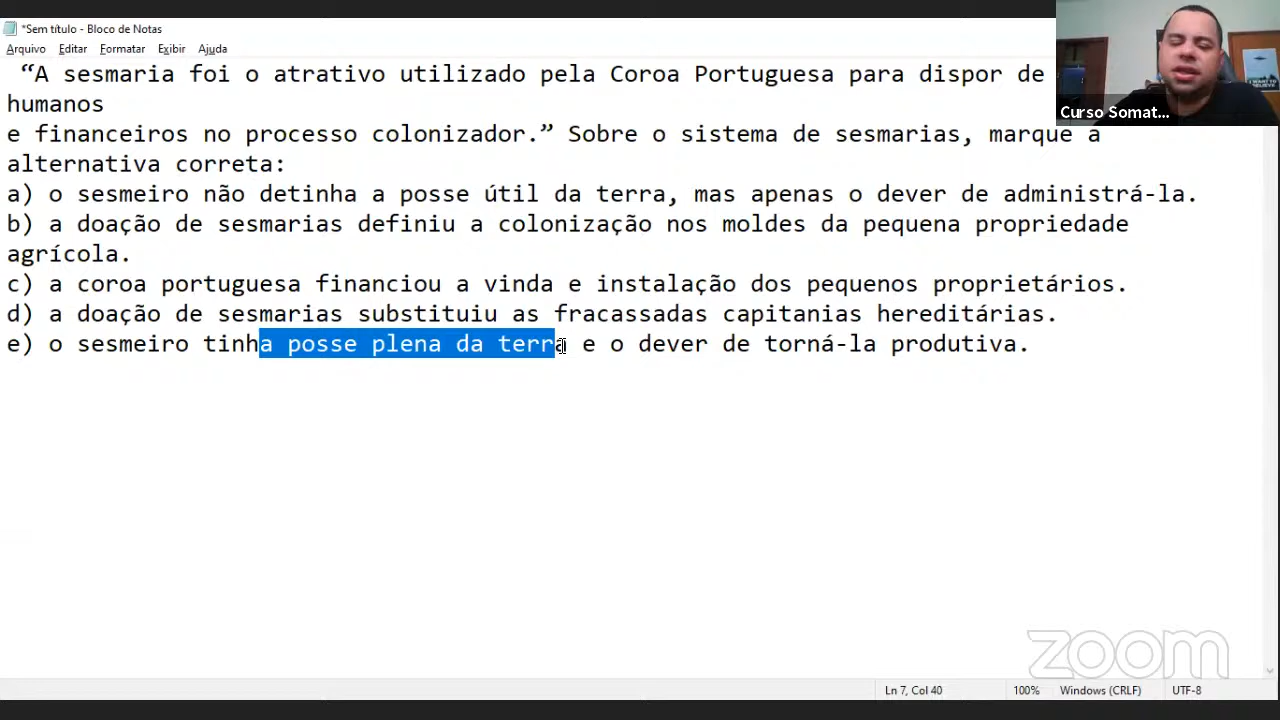 *Sem título - Bloco de Notas
Arquivo Editar Formatar Exibir Ajuda
“A sesmaria foi o atrativo utilizado pela Coroa Portuguesa para dispor de
humanos
e financeiros no processo colonizador.” Sobre o sistema de sesmarias, marque a
alternativa correta:
a) o sesmeiro não detinha a posse útil da terra, mas apenas o dever de administrá-la.
b) a doação de sesmarias definiu a colonização nos moldes da pequena propriedade
agrícola.
c) a coroa portuguesa financiou a vinda e instalação dos pequenos proprietários.
d) a doação de sesmarias substituiu as fracassadas capitanias hereditárias.
e) o sesmeiro tinha posse plena da terra e o dever de torná-la produtiva.
I WANT TO
BELIEVE
Curso Somat...
zoom
Ln 7, Col 40 100% Windows (CRLF) UTF-8